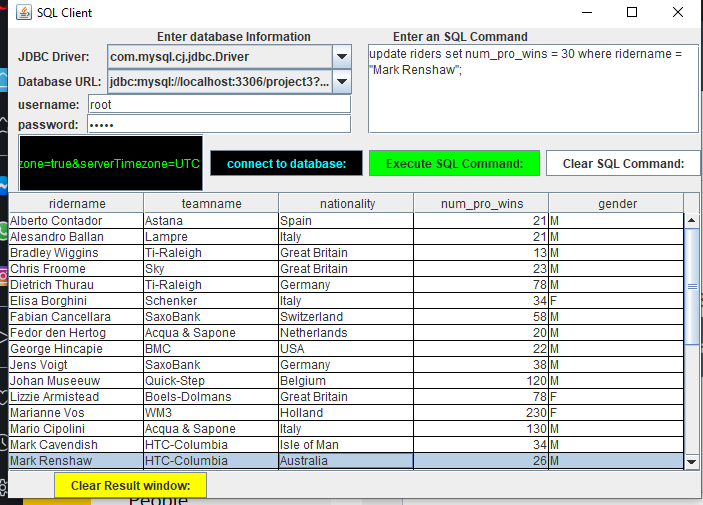 SQL Client
Enter database Information
Enter an SQL Command
JDBC Driver:
com.mysql.cj.jdbc.Driver
Database URL:
jdbc:mysql://localhost:3306/project3?...
username:
root
password:
•••••
update riders set num_pro_wins = 30 where ridername =
"Mark Renshaw";
zone=true&serverTimezone=UTC
connect to database:
Execute SQL Command:
Clear SQL Command:
ridername teamname nationality num_pro_wins gender
Alberto Contador Astana Spain 21 M
Alesandro Ballan Lampre Italy 21 M
Bradley Wiggins Ti-Raleigh Great Britain 13 M
Chris Froome Sky Great Britain 23 M
Dietrich Thurau Ti-Raleigh Germany 78 M
Elisa Borghini Schenker Italy 34 F
Fabian Cancellara SaxoBank Switzerland 58 M
Fedor den Hertog Acqua & Sapone Netherlands 20 M
George Hincapie BMC USA 22 M
Jens Voigt SaxoBank Germany 38 M
Johan Museeuw Quick-Step Belgium 120 M
Lizzie Armistead Boels-Dolmans Great Britain 78 F
Marianne Vos WM3 Holland 230 F
Mario Cipolini Acqua & Sapone Italy 130 M
Mark Cavendish HTC-Columbia Isle of Man 34 M
Mark Renshaw HTC-Columbia Australia 26 M
Clear Result window:
People